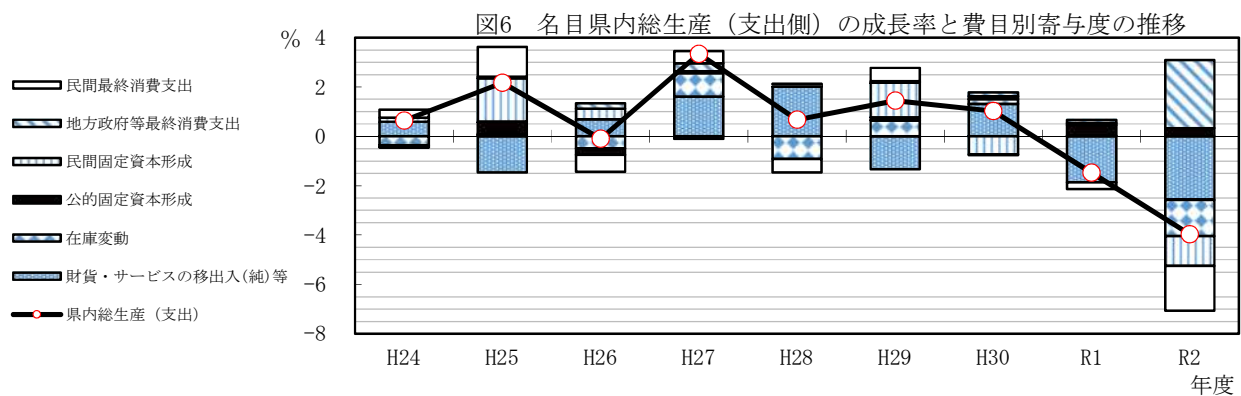 図6　名目県内総生産（支出側）の成長率と費目別寄与度の推移
%
4
2
0
-2
-4
-6
-8
民間最終消費支出
地方政府等最終消費支出
民間固定資本形成
公的固定資本形成
在庫変動
財貨・サービスの移出入(純)等
県内総生産（支出）
H24 H25 H26 H27 H28 H29 H30 R1 R2
年度